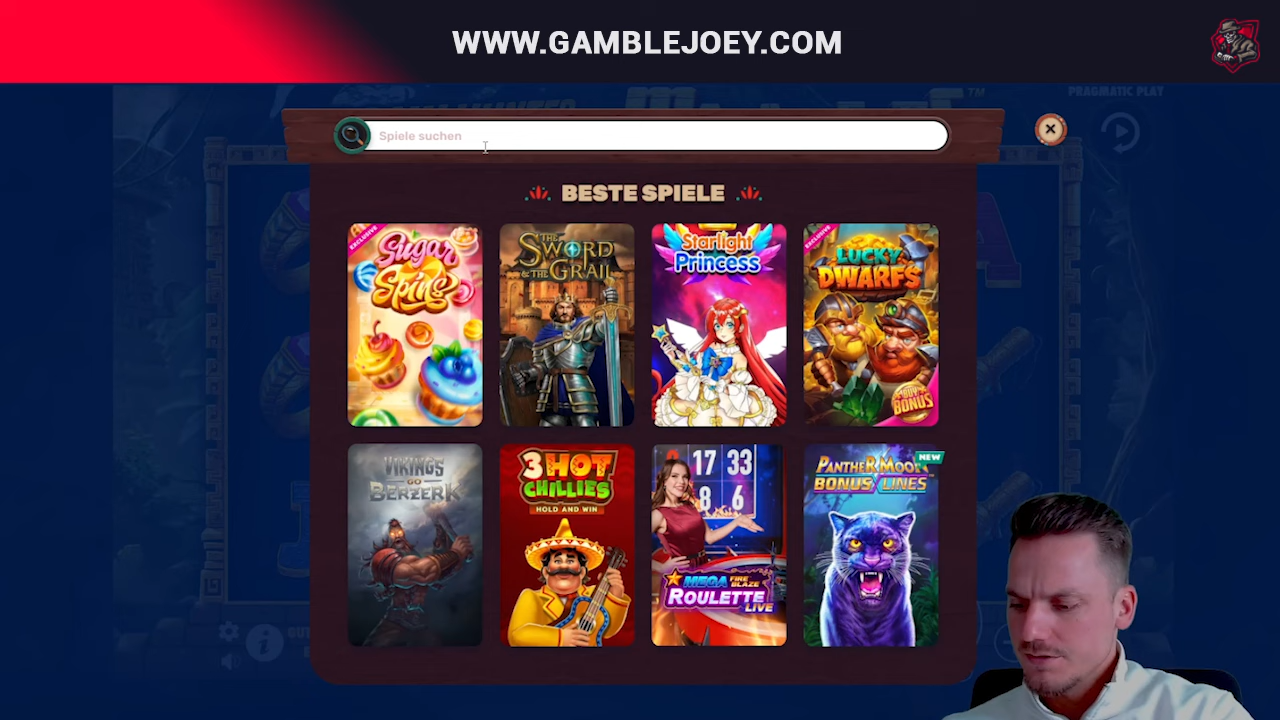 WWW.GAMBLEJOEY.COM
PRAGMATIC PLAY
Spiele suchen
BESTE SPIELE
EXCLUSIVE
Sugar
Spins
THE
SWORD
& THE GRAIL
Starlight
Princess
EXCLUSIVE
LUCKY
DWARFS
BUY
BONUS
VIKINGS
GO
BERZERK
3 HOT
CHILLIES
HOLD AND WIN
17 33
8 6
MEGA FIRE BLAZE
ROULETTE
LIVE
NEW
PANTHER MOON
BONUS LINES